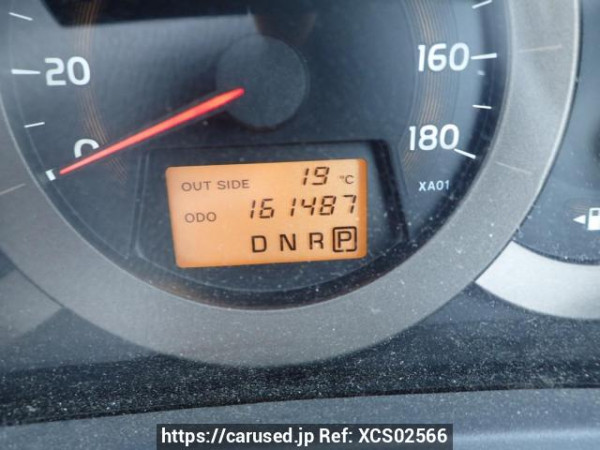 20
0
160
180
OUT SIDE 19 °C
ODO 161487
D N R P
XA01
https://carused.jp Ref: XCS02566